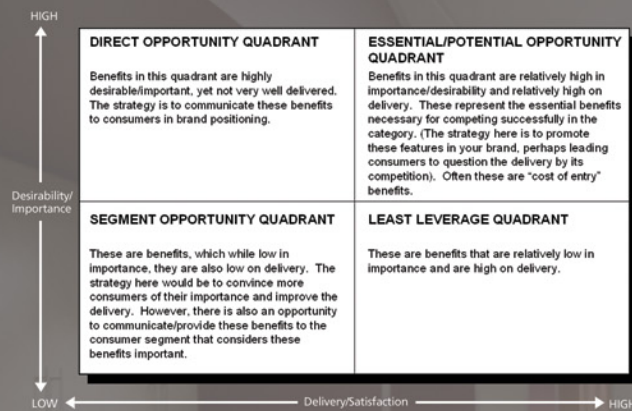 HIGH
DIRECT OPPORTUNITY QUADRANT
Benefits in this quadrant are highly
desirable/important, yet not very well delivered.
The strategy is to communicate these benefits
to consumers in brand positioning.
ESSENTIAL/POTENTIAL OPPORTUNITY
QUADRANT
Benefits in this quadrant are relatively high in
importance/desirability and relatively high on
delivery. These represent the essential benefits
necessary for competing successfully in the
category. (The strategy here is to promote
these features in your brand, perhaps leading
consumers to question the delivery by its
competition). Often these are “cost of entry”
benefits.
Desirability/
Importance
SEGMENT OPPORTUNITY QUADRANT
These are benefits, which while low in
importance, they are also low on delivery. The
strategy here would be to convince more
consumers of their importance and improve the
delivery. However, there is also an opportunity
to communicate/provide these benefits to the
consumer segment that considers these
benefits important.
LEAST LEVERAGE QUADRANT
These are benefits that are relatively low in
importance and are high on delivery.
LOW
Delivery/Satisfaction
HIGH